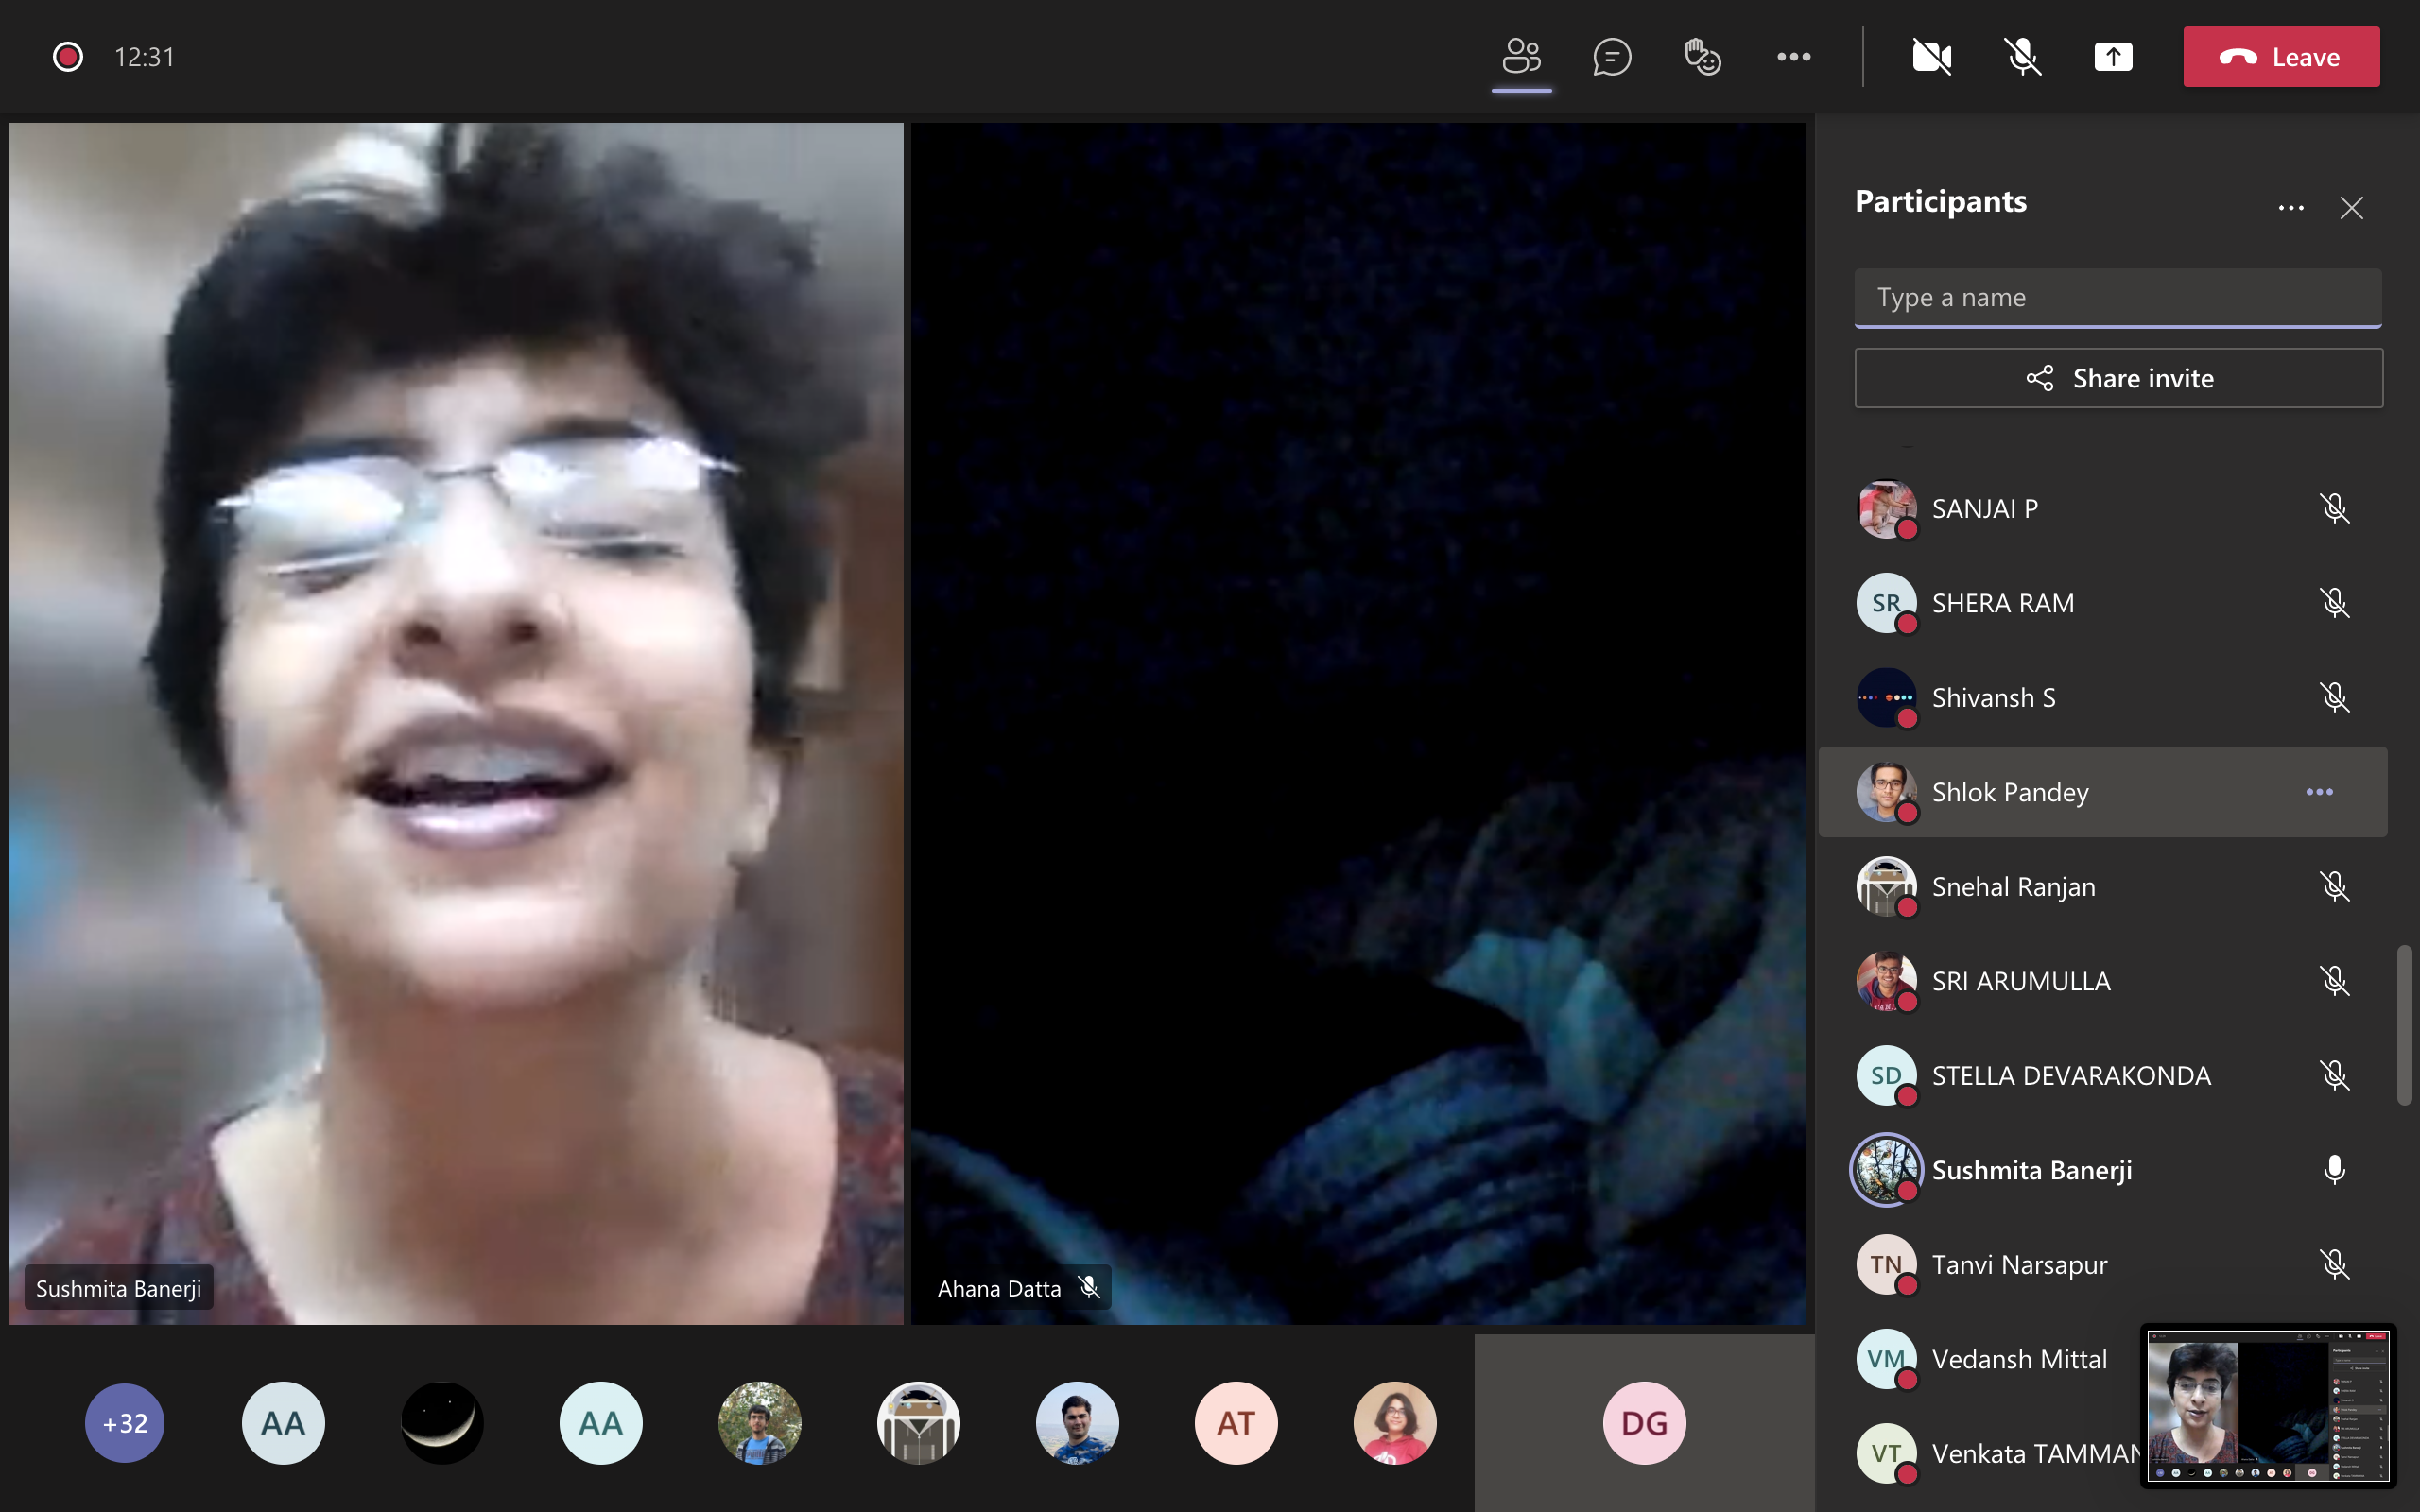 12:31
Leave
Participants
Type a name
Share invite
SANJAI P
SR
SHERA RAM
Shivansh S
Shlok Pandey
Snehal Ranjan
SRI ARUMULLA
SD
STELLA DEVARAKONDA
Sushmita Banerji
TN
Tanvi Narsapur
VM
Vedansh Mittal
VT
Venkata TAMMAN
Sushmita Banerji
Ahana Datta
+32
AA
AA
AT
DG